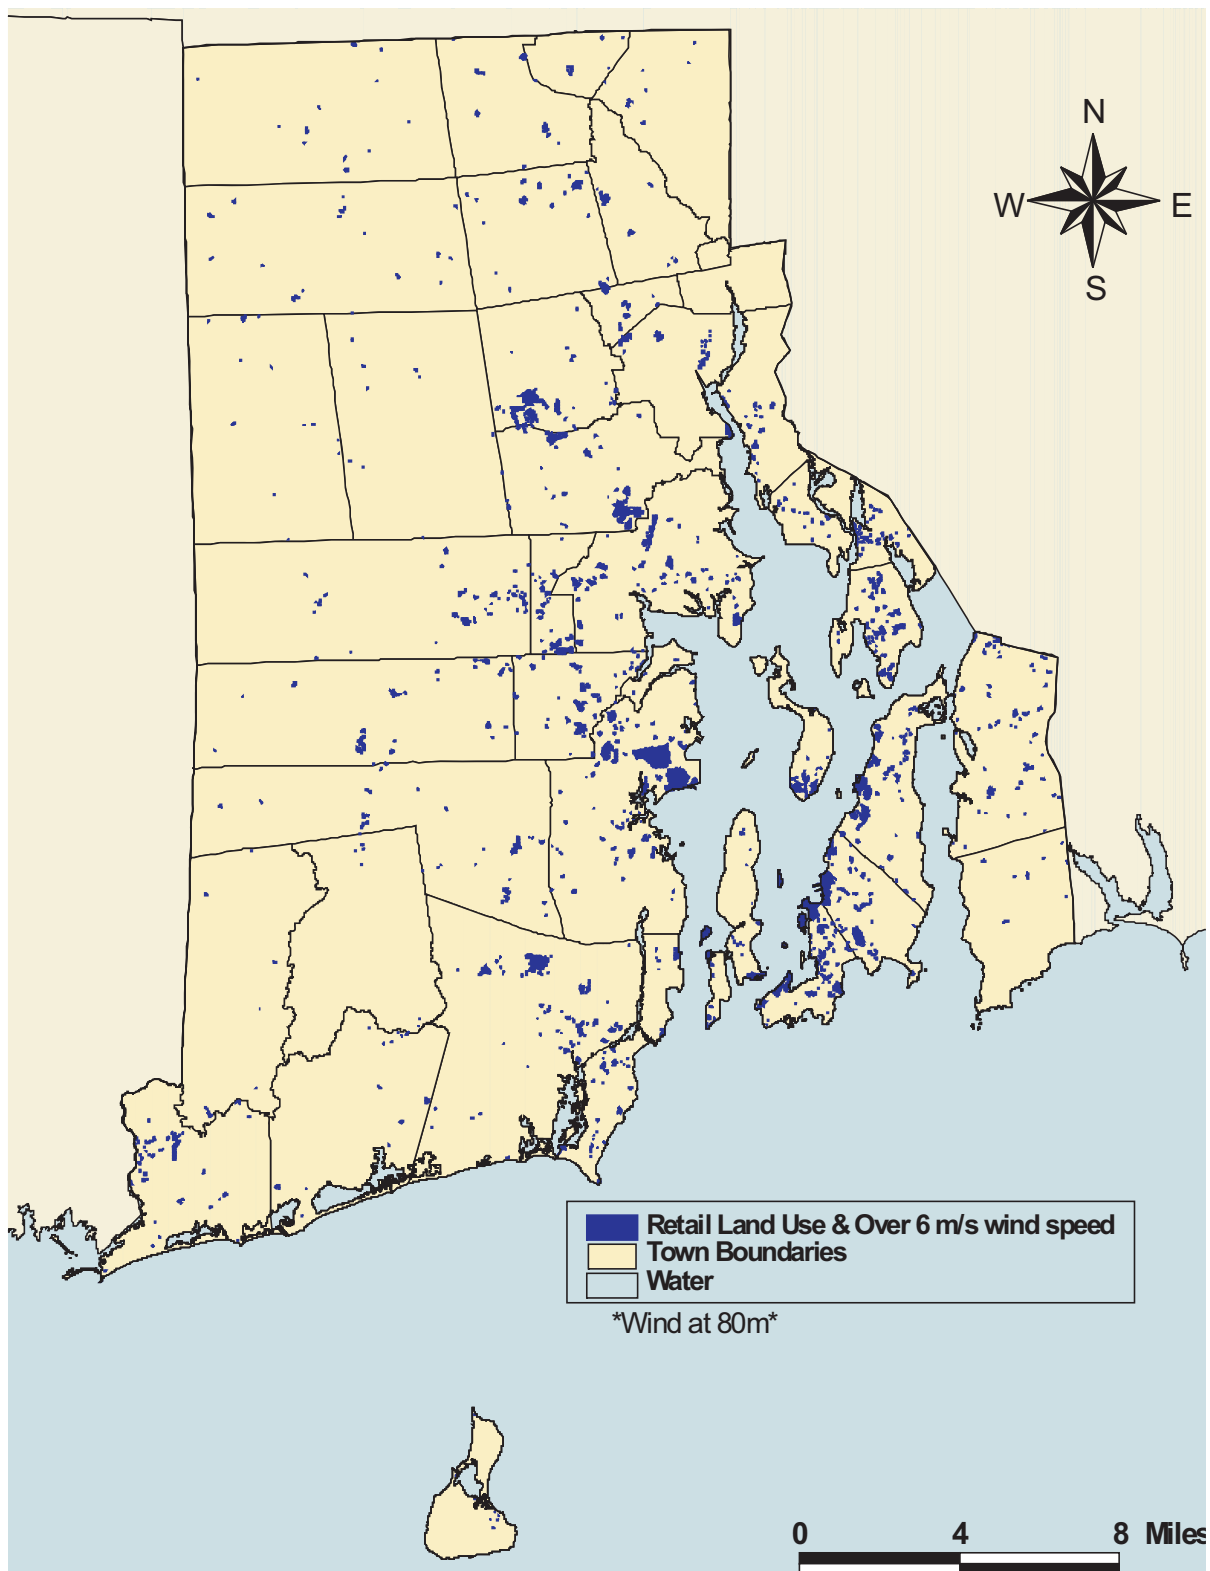 N
W E
S
Retail Land Use & Over 6 m/s wind speed
Town Boundaries
Water
*Wind at 80m*
0 4 8 Miles